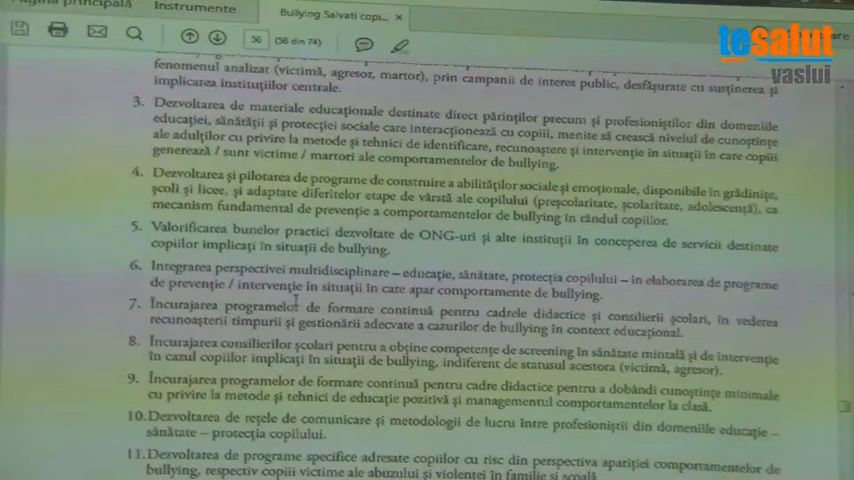 Pagina principală
Instrumente
Bullying Salvati copi... ×
56
(56 din 74)
tesalut
vaslui
fenomenul analizat (victimă, agresor, martor), prin campanii de interes public, desfășurate cu susținerea și
implicarea instituțiilor centrale.
3. Dezvoltarea de materiale educaționale destinate direct părinților precum și profesioniștilor din domeniile
educației, sănătății și protecției sociale care interacționează cu copiii, menite să crească nivelul de cunoștințe
ale adulților cu privire la metode și tehnici de identificare, recunoaștere și intervenție în situații în care copiii
generează / sunt victime / martori ale comportamentelor de bullying.
4. Dezvoltarea și pilotarea de programe de construire a abilităților sociale și emoționale, disponibile în grădinițe,
școli și licee, și adaptate diferitelor etape de vârstă ale copilului (preșcolaritate, școlaritate, adolescență), ca
mecanism fundamental de prevenție a comportamentelor de bullying în rândul copiilor.
5. Valorificarea bunelor practici dezvoltate de ONG-uri și alte instituții în conceperea de servicii destinate
copiilor implicați în situații de bullying.
6. Integrarea perspectivei multidisciplinare – educație, sănătate, protecția copilului – în elaborarea de programe
de prevenție / intervenție în situații în care apar comportamente de bullying.
7. Încurajarea programelor de formare continuă pentru cadrele didactice și consilierii școlari, în vederea
recunoașterii timpurii și gestionării adecvate a cazurilor de bullying în context educațional.
8. Încurajarea consilierilor școlari pentru a obține competențe de screening în sănătate mintală și de intervenție
în cazul copiilor implicați în situații de bullying, indiferent de statusul acestora (victimă, agresor).
9. Încurajarea programelor de formare continuă pentru cadre didactice pentru a dobândi cunoștințe minimale
cu privire la metode și tehnici de educație pozitivă și managementul comportamentelor la clasă.
10. Dezvoltarea de rețele de comunicare și metodologii de lucru între profesioniștii din domeniile educație –
sănătate – protecția copilului.
11. Dezvoltarea de programe specifice adresate copiilor cu risc din perspectiva apariției comportamentelor de
bullying, respectiv copiii victime ale abuzului și violenței în familie și școală